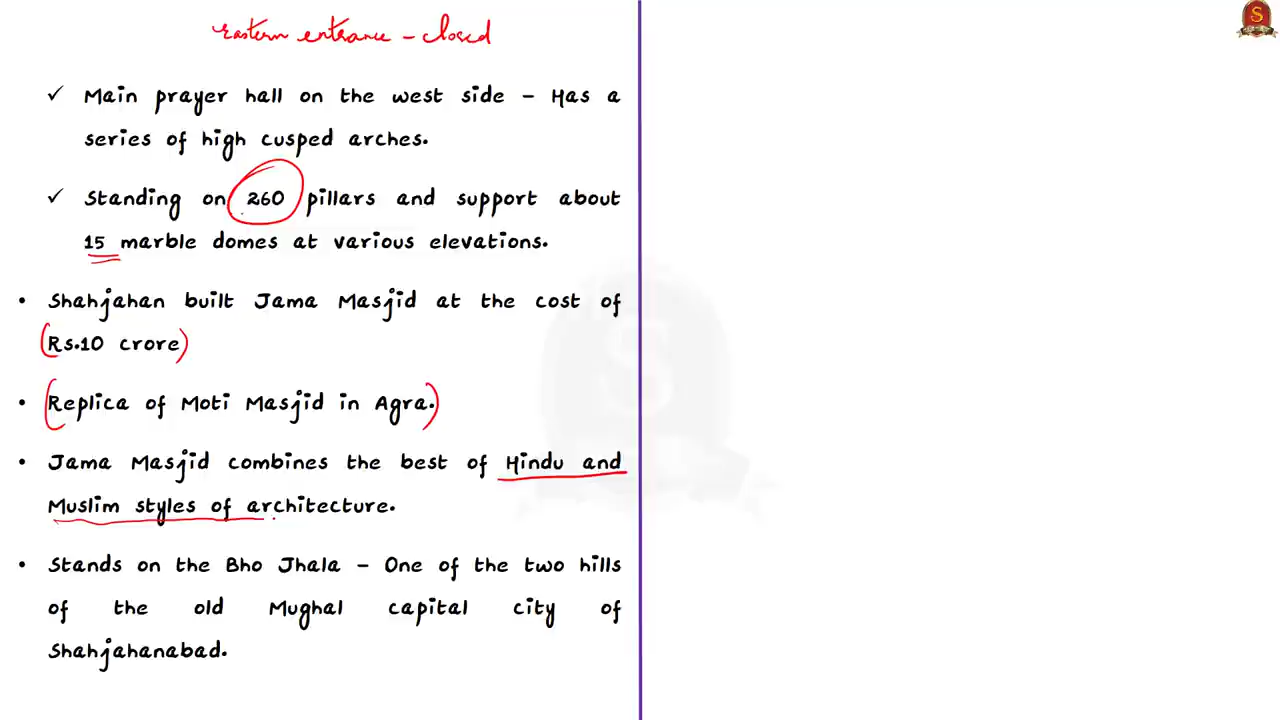 Eastern entrance - closed
✓ Main prayer hall on the west side - Has a
series of high cusped arches.
✓ Standing on 260 pillars and support about
15 marble domes at various elevations.
• Shahjahan built Jama Masjid at the cost of
(Rs.10 crore)
• (Replica of Moti Masjid in Agra.)
• Jama Masjid combines the best of Hindu and
Muslim styles of architecture.
• Stands on the Bho Jhala - One of the two hills
of the old Mughal capital city of
Shahjahanabad.